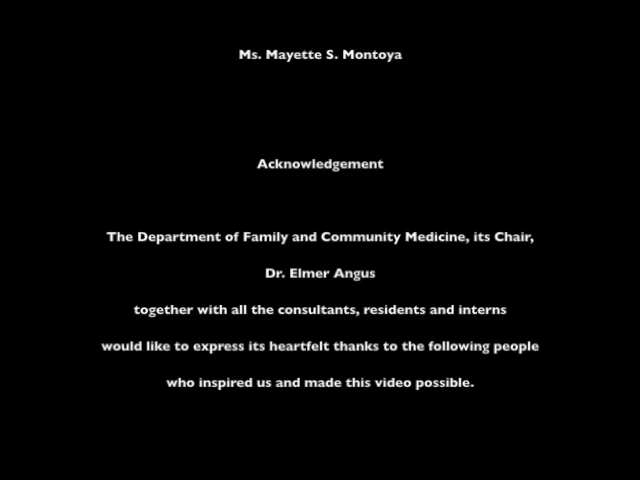 Ms. Mayette S. Montoya
Acknowledgement
The Department of Family and Community Medicine, its Chair,
Dr. Elmer Angus
together with all the consultants, residents and interns
would like to express its heartfelt thanks to the following people
who inspired us and made this video possible.